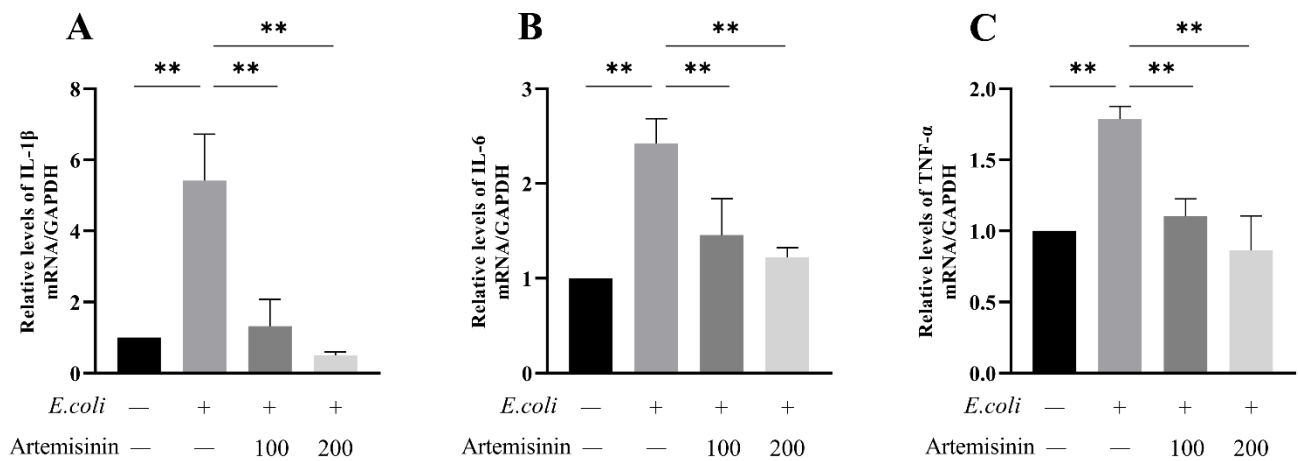 A
**
** **
8
6
4
2
0
Relative levels of IL-1β
mRNA/GAPDH
E.coli — + + +
Artemisinin — — 100 200
B
**
** **
3
2
1
0
Relative levels of IL-6
mRNA/GAPDH
— + + +
— — 100 200
C
**
** **
2.0
1.5
1.0
0.5
0.0
Relative levels of TNF-α
mRNA/GAPDH
E.coli — + + +
Artemisinin — — 100 200